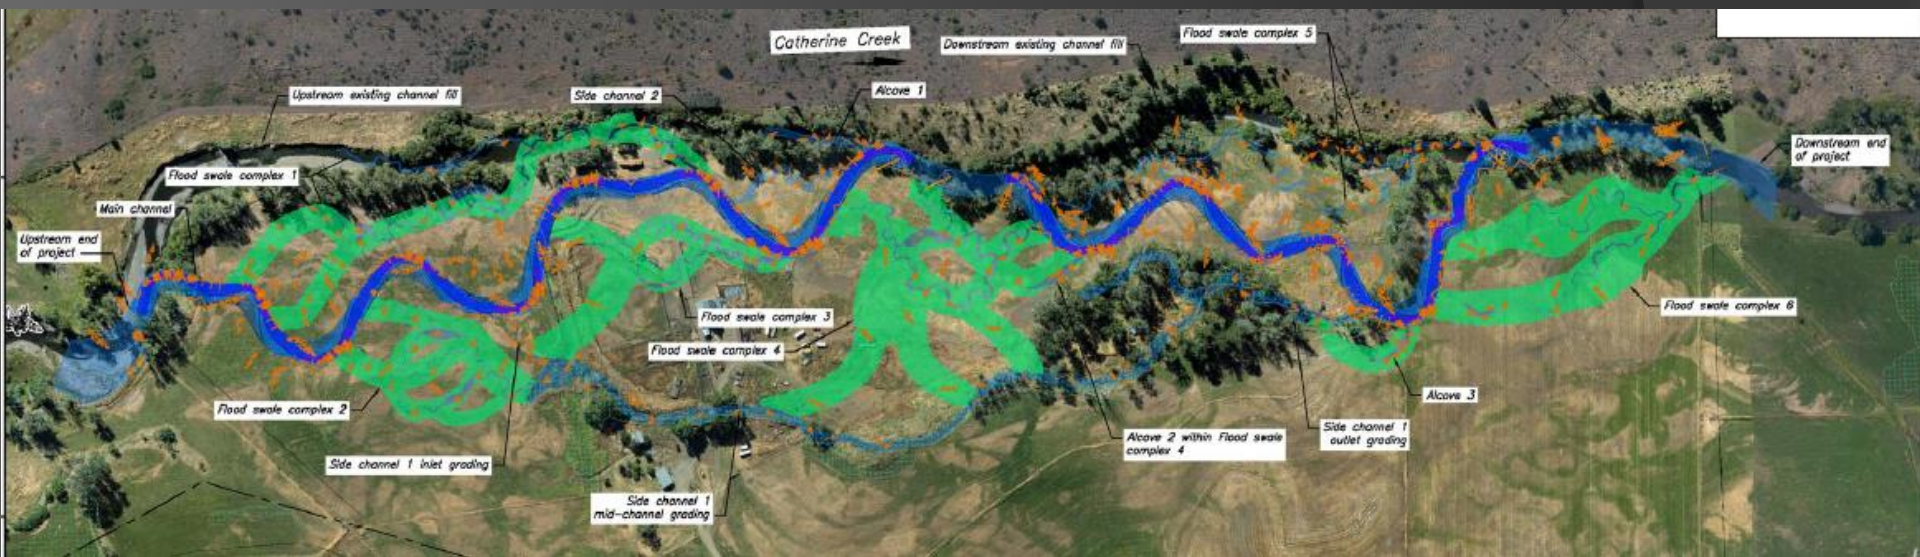 Catherine Creek
Downstream existing channel fill
Flood swale complex 5
Upstream existing channel fill
Side channel 2
Alcove 1
Downstream end
of project
Flood swale complex 1
Main channel
Upstream end
of project
Flood swale complex 3
Flood swale complex 4
Flood swale complex 6
Flood swale complex 2
Alcove 3
Side channel 1
outlet grading
Alcove 2 within Flood swale
complex 4
Side channel 1 inlet grading
Side channel 1
mid-channel grading